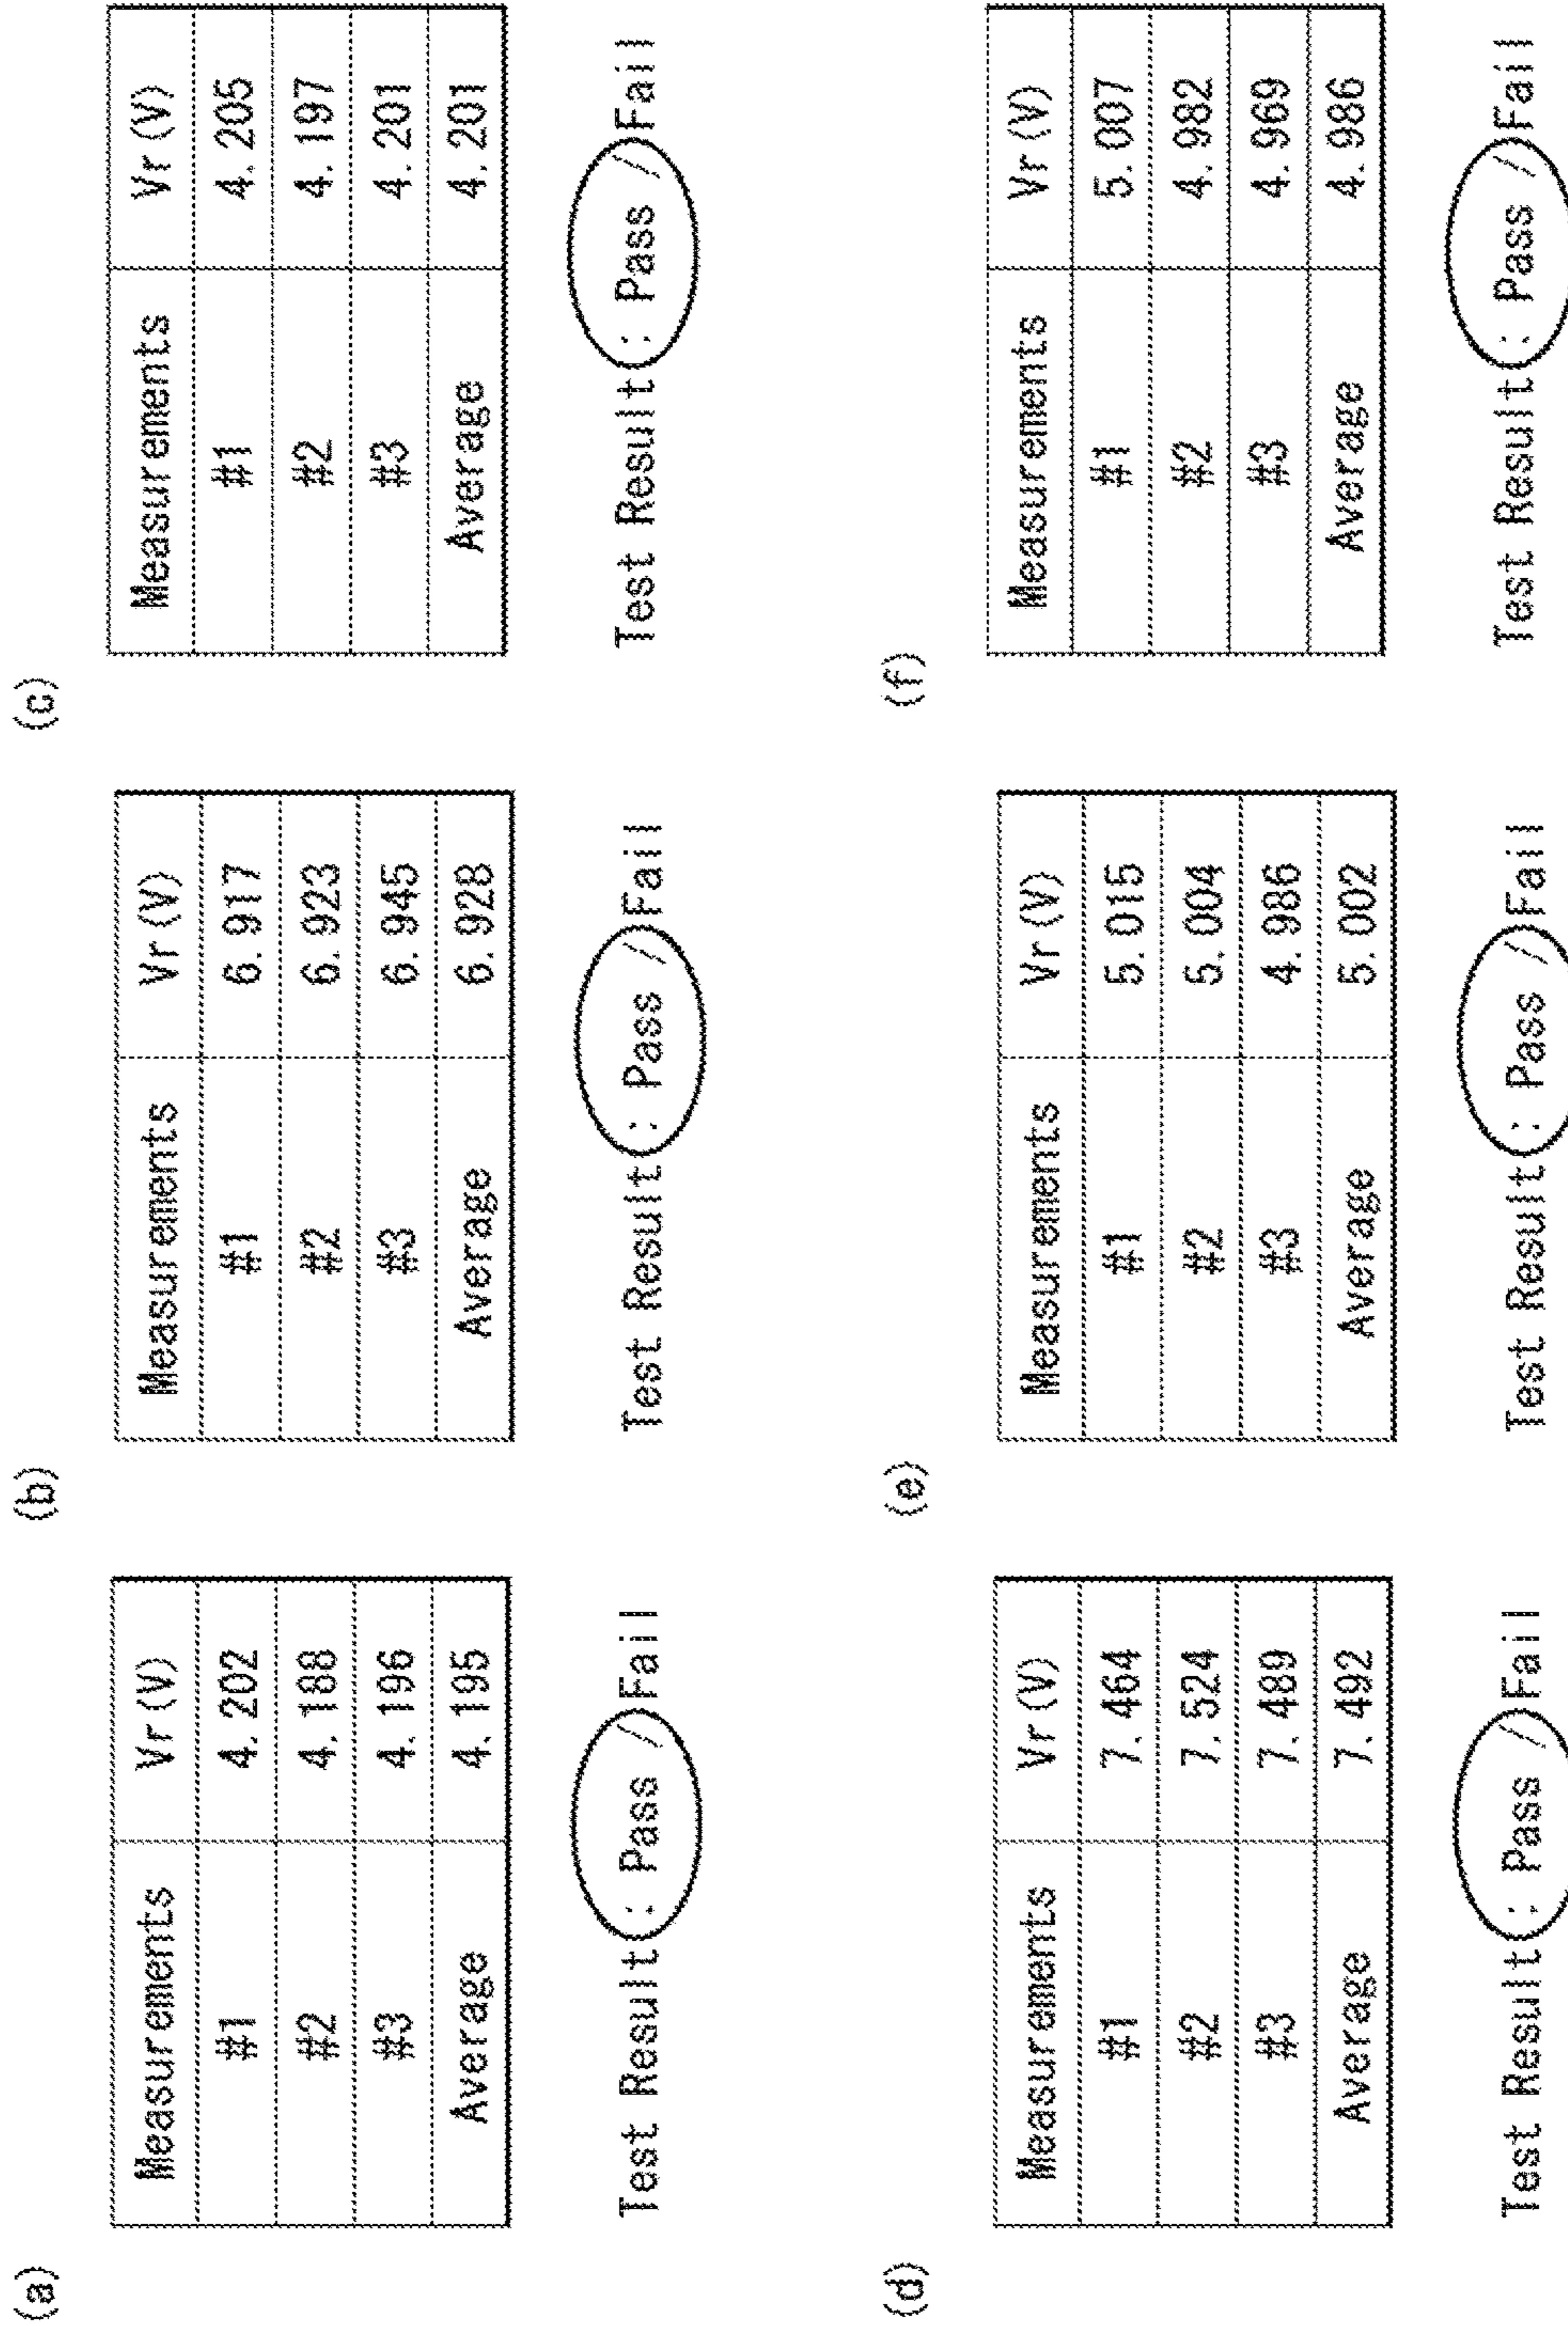 (a)
Measurements Vr(V)
#1 4.202
#2 4.188
#3 4.196
Average 4.195
Test Result: Pass / Fail
(b)
Measurements Vr(V)
#1 6.917
#2 6.923
#3 6.945
Average 6.928
Test Result: Pass / Fail
(c)
Measurements Vr(V)
#1 4.205
#2 4.197
#3 4.201
Average 4.201
Test Result: Pass / Fail
(d)
Measurements Vr(V)
#1 7.464
#2 7.524
#3 7.489
Average 7.492
Test Result: Pass / Fail
(e)
Measurements Vr(V)
#1 5.015
#2 5.004
#3 4.986
Average 5.002
Test Result: Pass / Fail
(f)
Measurements Vr(V)
#1 5.007
#2 4.982
#3 4.969
Average 4.986
Test Result: Pass / Fail